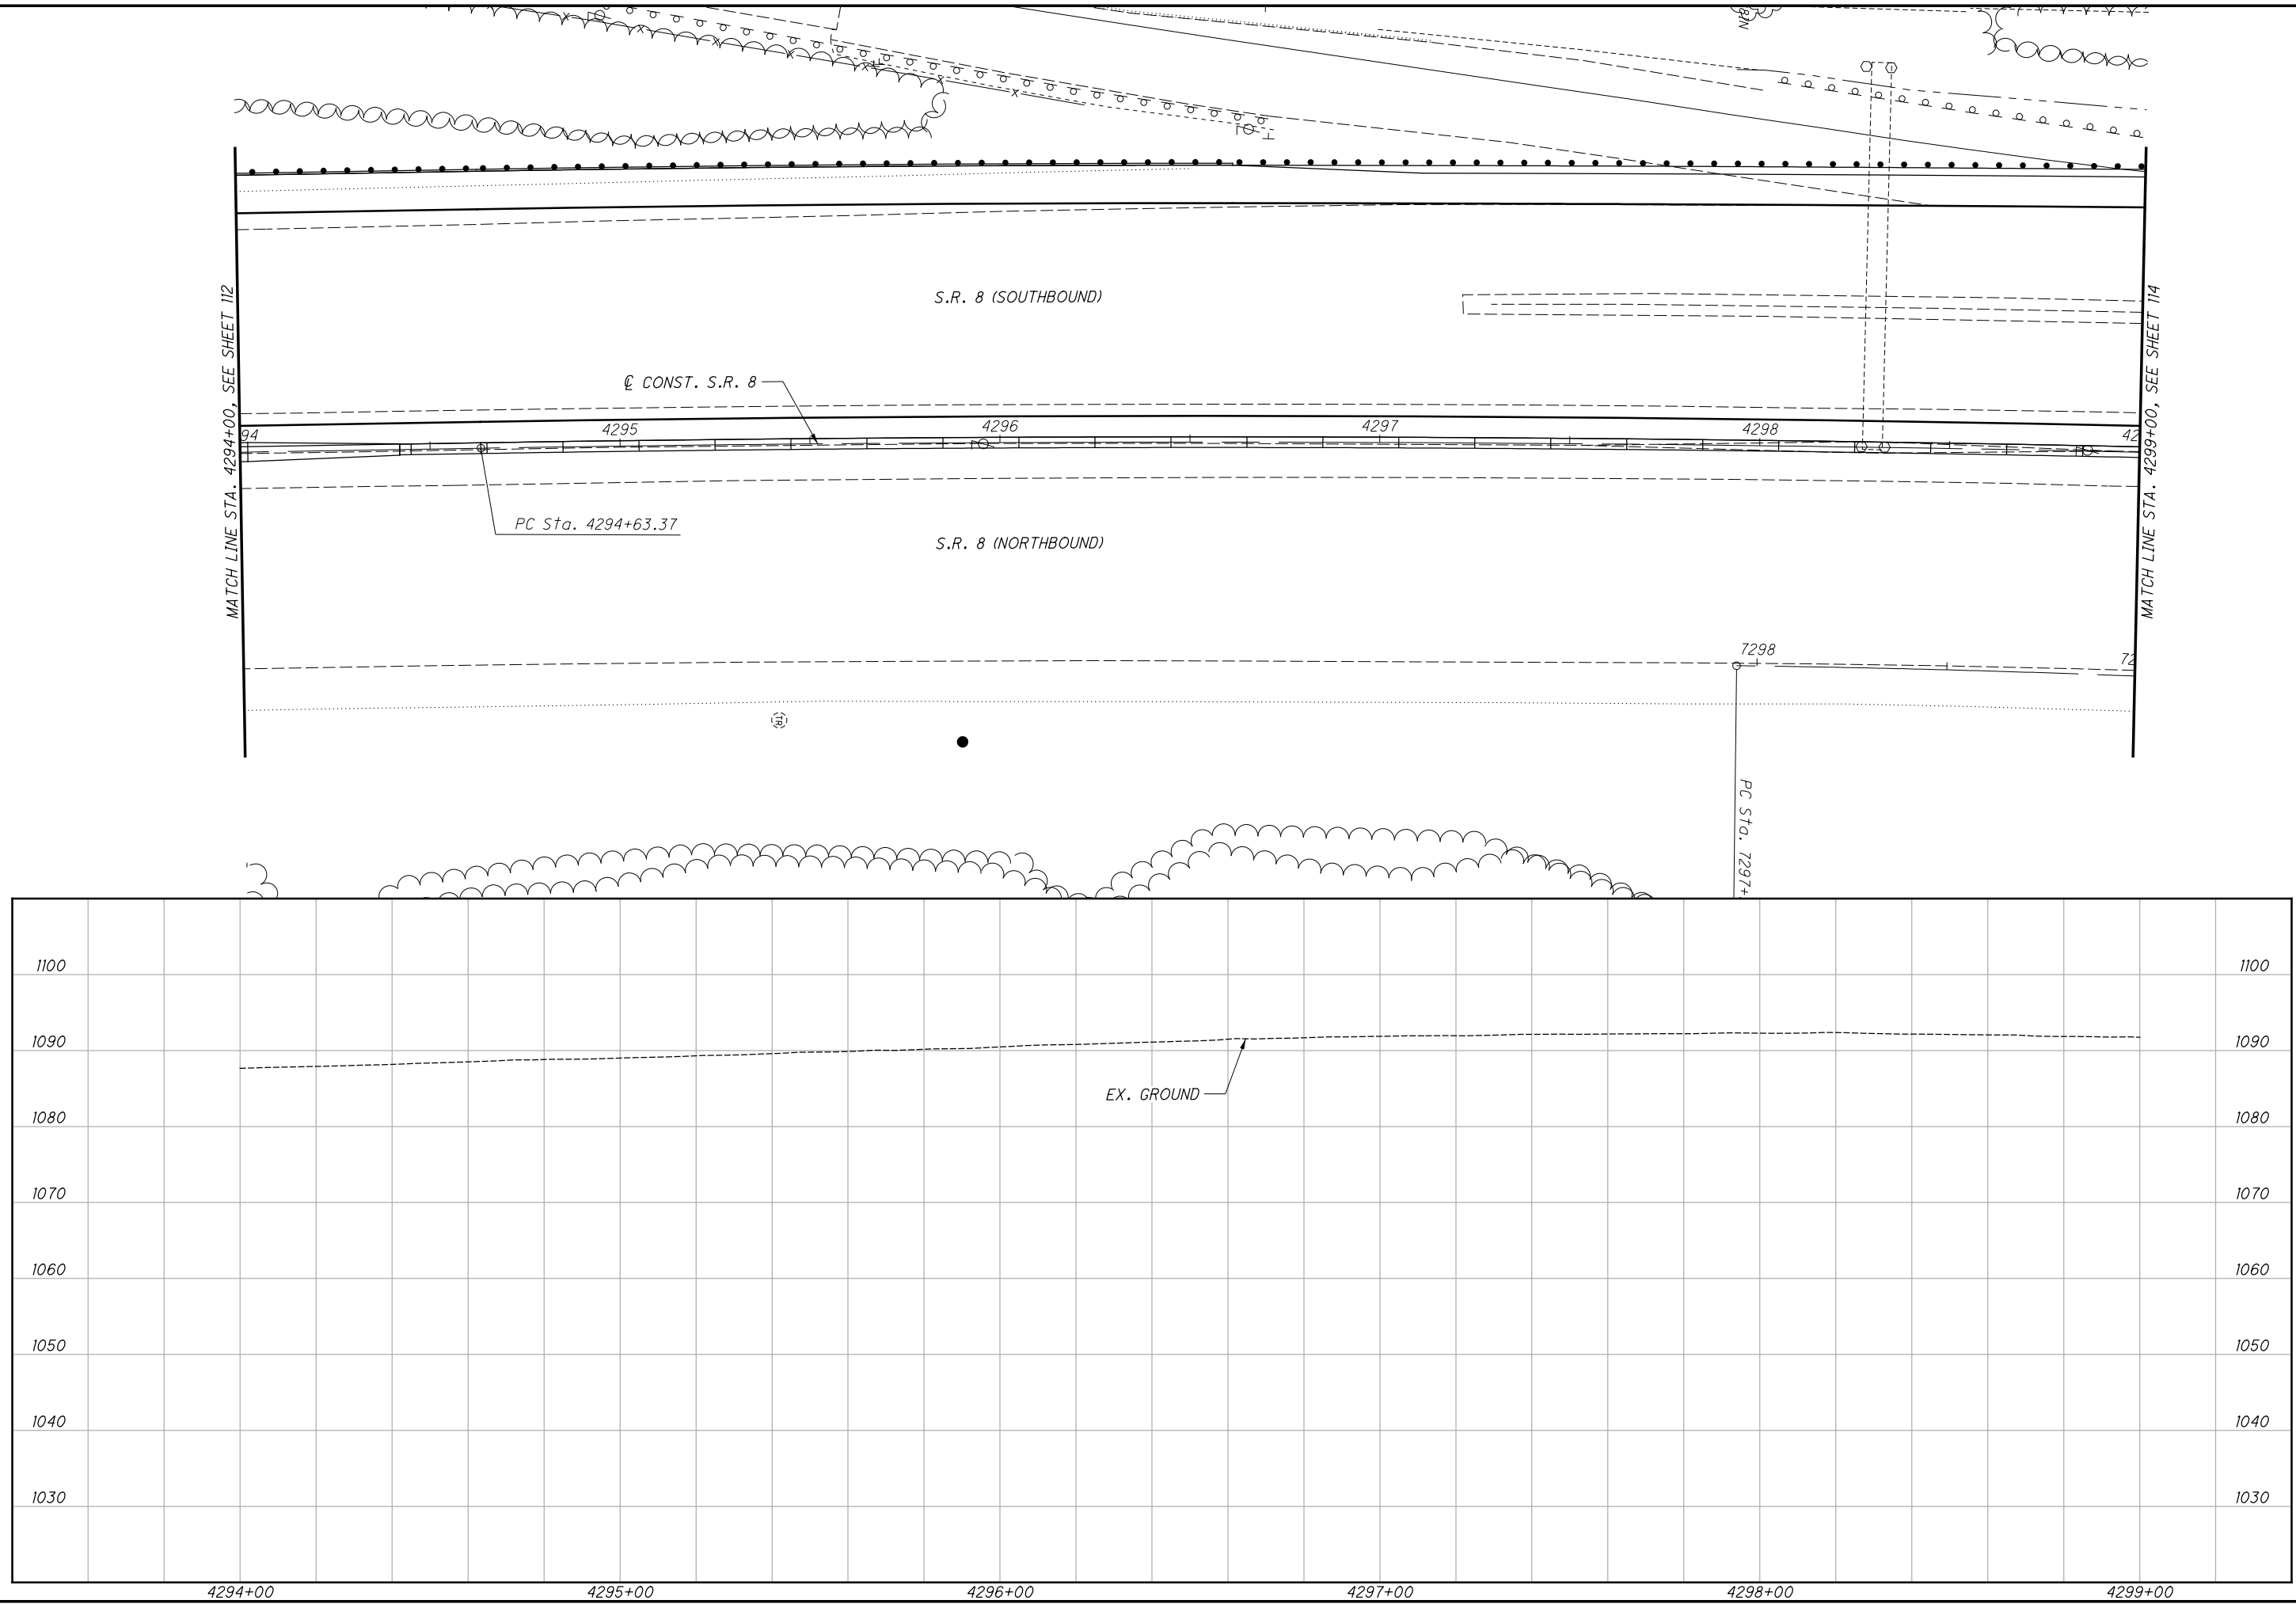 S.R. 8 (SOUTHBOUND)
MATCH LINE STA. 4294+00, SEE SHEET 112
MATCH LINE STA. 4299+00, SEE SHEET 114
℄ CONST. S.R. 8
94
4295
4296
4297
4298
42
PC Sta. 4294+63.37
S.R. 8 (NORTHBOUND)
7298
72
TR
PC Sta. 7297+
1100 1100
1090 1090
EX. GROUND
1080 1080
1070 1070
1060 1060
1050 1050
1040 1040
1030 1030
4294+00 4295+00 4296+00 4297+00 4298+00 4299+00